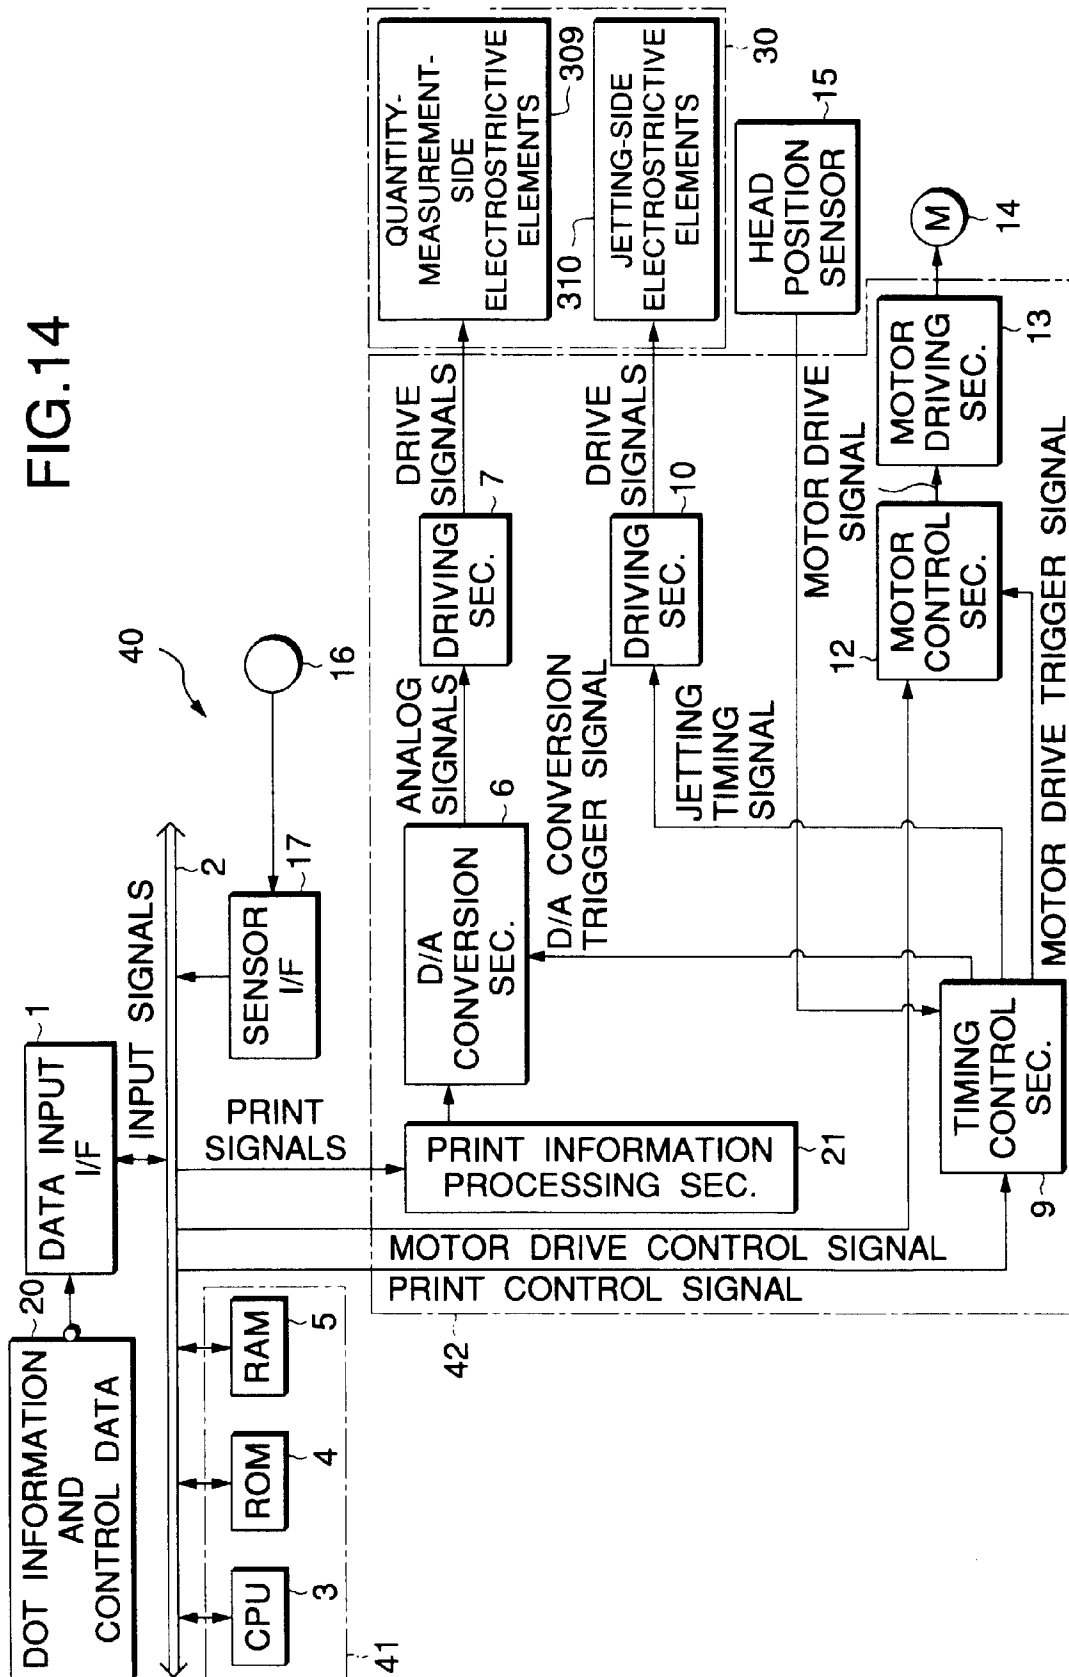 FIG.14
40
DOT INFORMATION
AND
CONTROL DATA
20
DATA INPUT
I/F
1
INPUT SIGNALS
2
CPU
3
ROM
4
RAM
5
41
PRINT
SIGNALS
SENSOR
I/F
17
16
PRINT INFORMATION
PROCESSING SEC.
21
D/A
CONVERSION
SEC.
6
ANALOG
SIGNALS
DRIVING
SEC.
7
DRIVE
SIGNALS
QUANTITY-
MEASUREMENT-
SIDE
ELECTROSTRICTIVE
ELEMENTS
309
D/A CONVERSION
TRIGGER SIGNAL
DRIVING
SEC.
10
DRIVE
SIGNALS
310
JETTING-SIDE
ELECTROSTRICTIVE
ELEMENTS
30
JETTING
TIMING
SIGNAL
HEAD
POSITION
SENSOR
15
MOTOR DRIVE
SIGNAL
MOTOR DRIVE CONTROL SIGNAL
PRINT CONTROL SIGNAL
42
TIMING
CONTROL
SEC.
9
12
MOTOR
CONTROL
SEC.
MOTOR
DRIVING
SEC.
13
M
14
MOTOR DRIVE TRIGGER SIGNAL